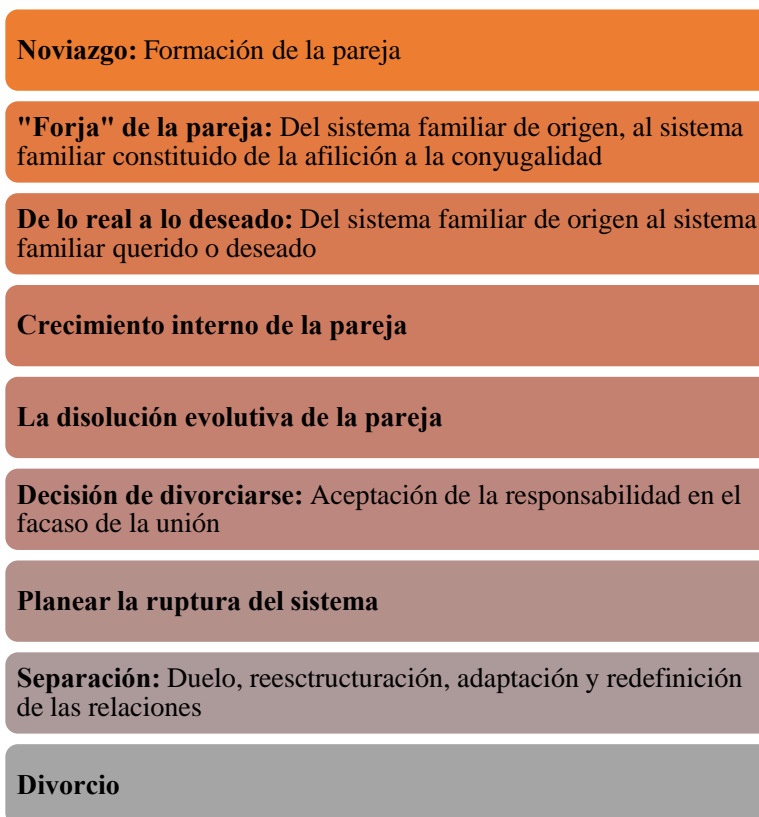 Noviazgo: Formación de la pareja
"Forja" de la pareja: Del sistema familiar de origen, al sistema
familiar constituido de la afilición a la conyugalidad
De lo real a lo deseado: Del sistema familiar de origen al sistema
familiar querido o deseado
Crecimiento interno de la pareja
La disolución evolutiva de la pareja
Decisión de divorciarse: Aceptación de la responsabilidad en el
facaso de la unión
Planear la ruptura del sistema
Separación: Duelo, reesctructuración, adaptación y redefinición
de las relaciones
Divorcio